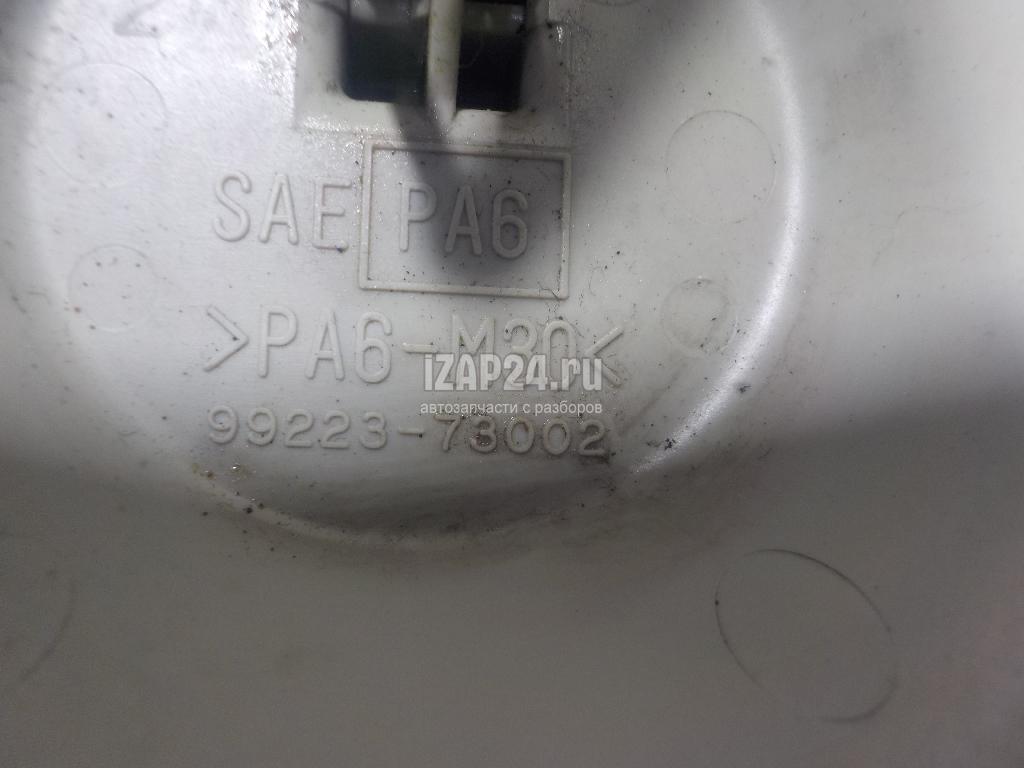 SAE PA6
>PA6-M30<
iZAP24.ru
автозапчасти с разборов
99223-73002